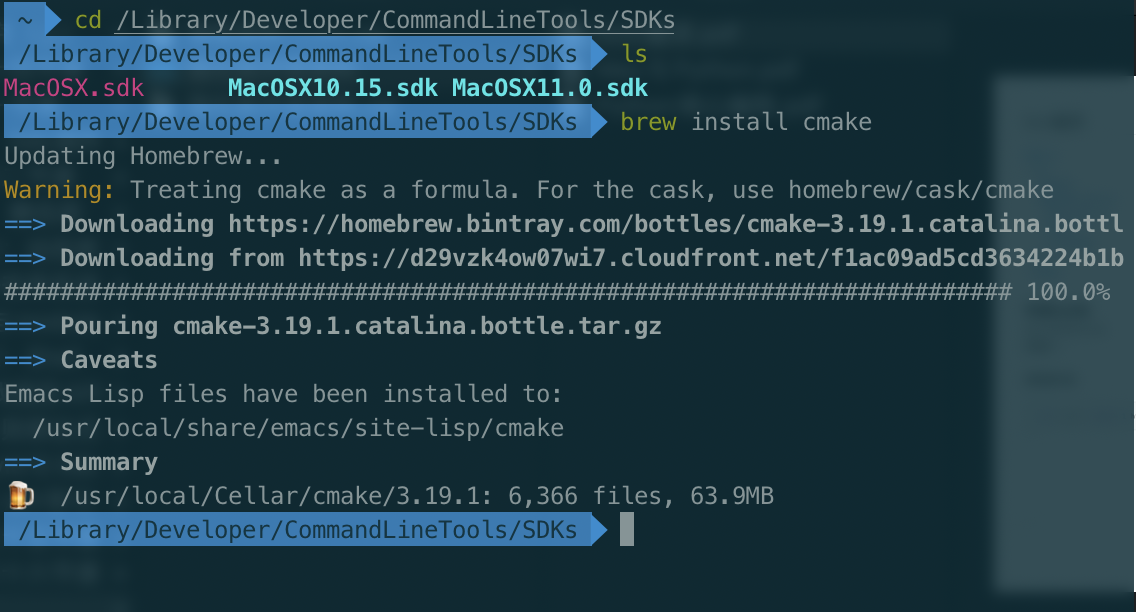 ~ cd /Library/Developer/CommandLineTools/SDKs
/Library/Developer/CommandLineTools/SDKs ls
MacOSX.sdk MacOSX10.15.sdk MacOSX11.0.sdk
/Library/Developer/CommandLineTools/SDKs brew install cmake
Updating Homebrew...
Warning: Treating cmake as a formula. For the cask, use homebrew/cask/cmake
==> Downloading https://homebrew.bintray.com/bottles/cmake-3.19.1.catalina.bottl
==> Downloading from https://d29vzk4ow07wi7.cloudfront.net/f1ac09ad5cd3634224b1b
######################################################################## 100.0%
==> Pouring cmake-3.19.1.catalina.bottle.tar.gz
==> Caveats
Emacs Lisp files have been installed to:
/usr/local/share/emacs/site-lisp/cmake
==> Summary
🍺 /usr/local/Cellar/cmake/3.19.1: 6,366 files, 63.9MB
/Library/Developer/CommandLineTools/SDKs